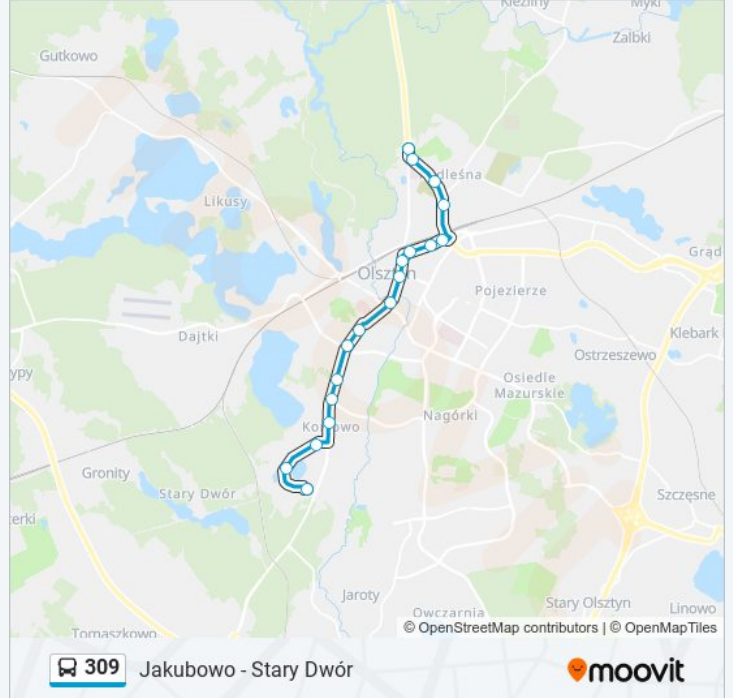 Kieźliny
Myki
Gutkowo
Zalbki
dleśna
Likusy
Grąd
Olsztyn
Pojezierze
Dajtki
Klebark
Ostrzeszewo
ypy
Osiedle
Mazurskie
Nagórki
Kortowo
Gronity
Stary Dwór
Szczęsne
erki
Jaroty
Stary Olsztyn
Linowo
Owczarnia
© OpenStreetMap contributors | © OpenMapTiles
Tomaszkowo
309 Jakubowo - Stary Dwór
moovit